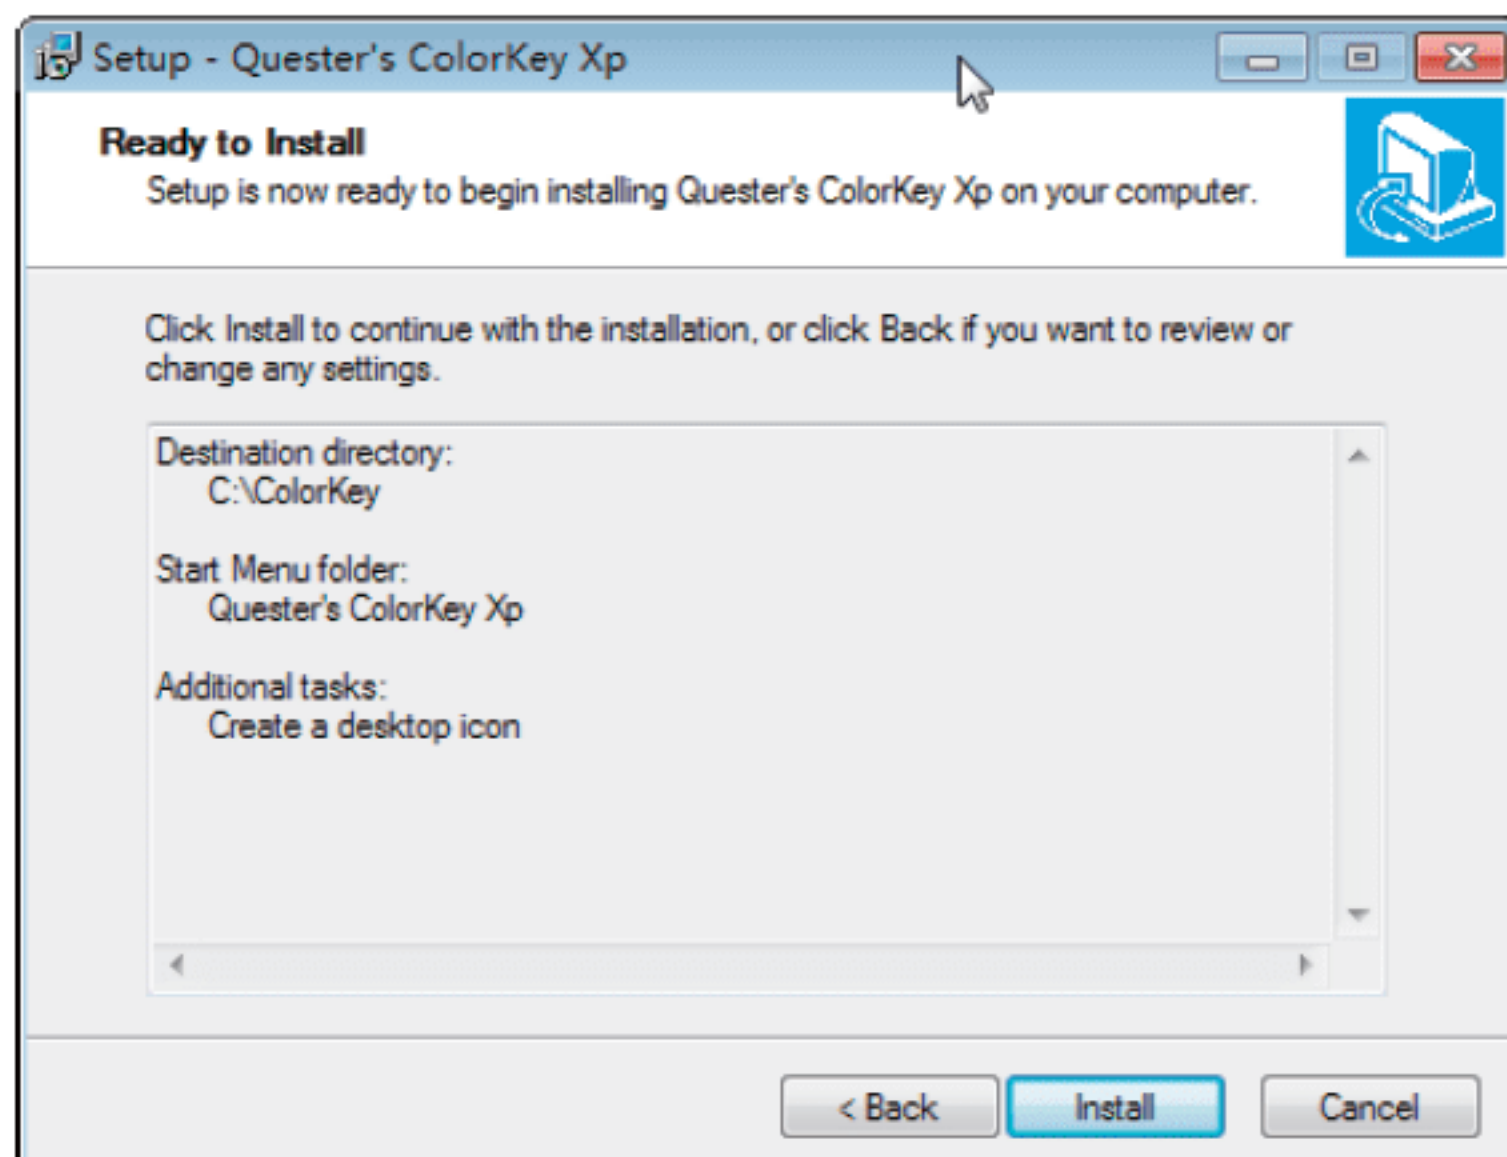 Setup - Quester's ColorKey Xp
Ready to Install
Setup is now ready to begin installing Quester's ColorKey Xp on your computer.
Click Install to continue with the installation, or click Back if you want to review or
change any settings.
Destination directory:
C:\ColorKey
Start Menu folder:
Quester's ColorKey Xp
Additional tasks:
Create a desktop icon
< Back
Install
Cancel